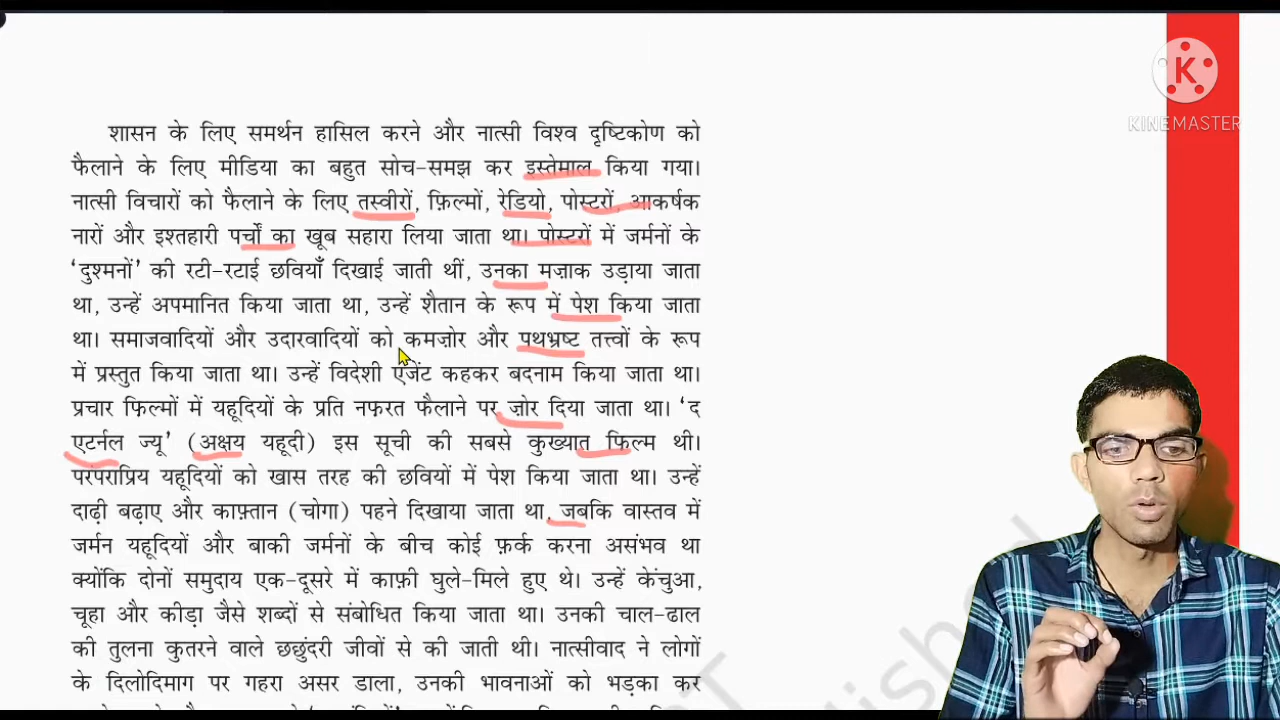 K
KINEMASTER
शासन के लिए समर्थन हासिल करने और नात्सी विश्व दृष्टिकोण को
फैलाने के लिए मीडिया का बहुत सोच-समझ कर इस्तेमाल किया गया।
नात्सी विचारों को फैलाने के लिए तस्वीरों, फ़िल्मों, रेडियो, पोस्टरों, आकर्षक
नारों और इश्तहारी पर्चों का खूब सहारा लिया जाता था। पोस्टरों में जर्मनों के
‘दुश्मनों’ की रटी-रटाई छवियाँ दिखाई जाती थीं, उनका मज़ाक उड़ाया जाता
था, उन्हें अपमानित किया जाता था, उन्हें शैतान के रूप में पेश किया जाता
था। समाजवादियों और उदारवादियों को कमज़ोर और पथभ्रष्ट तत्त्वों के रूप
में प्रस्तुत किया जाता था। उन्हें विदेशी एजेंट कहकर बदनाम किया जाता था।
प्रचार फिल्मों में यहूदियों के प्रति नफरत फैलाने पर ज़ोर दिया जाता था। ‘द
एटर्नल ज्यू’ (अक्षय यहूदी) इस सूची की सबसे कुख्यात फिल्म थी।
परंपराप्रिय यहूदियों को खास तरह की छवियों में पेश किया जाता था। उन्हें
दाढ़ी बढ़ाए और काफ़्तान (चोगा) पहने दिखाया जाता था, जबकि वास्तव में
जर्मन यहूदियों और बाकी जर्मनों के बीच कोई फ़र्क करना असंभव था
क्योंकि दोनों समुदाय एक-दूसरे में काफ़ी घुले-मिले हुए थे। उन्हें केंचुआ,
चूहा और कीड़ा जैसे शब्दों से संबोधित किया जाता था। उनकी चाल-ढाल
की तुलना कुतरने वाले छछुंदरी जीवों से की जाती थी। नात्सीवाद ने लोगों
के दिलोदिमाग पर गहरा असर डाला, उनकी भावनाओं को भड़का कर